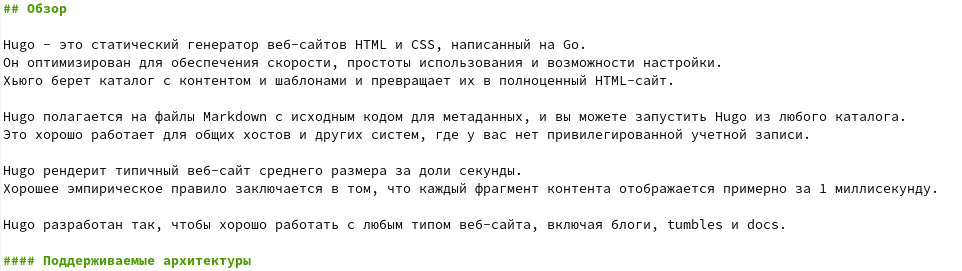 ## Обзор
Hugo - это статический генератор веб-сайтов HTML и CSS, написанный на Go.
Он оптимизирован для обеспечения скорости, простоты использования и возможности настройки.
Хьюго берет каталог с контентом и шаблонами и превращает их в полноценный HTML-сайт.
Hugo полагается на файлы Markdown с исходным кодом для метаданных, и вы можете запустить Hugo из любого каталога.
Это хорошо работает для общих хостов и других систем, где у вас нет привилегированной учетной записи.
Hugo рендерит типичный веб-сайт среднего размера за доли секунды.
Хорошее эмпирическое правило заключается в том, что каждый фрагмент контента отображается примерно за 1 миллисекунду.
Hugo разработан так, чтобы хорошо работать с любым типом веб-сайта, включая блоги, tumbles и docs.
#### Поддерживаемые архитектуры